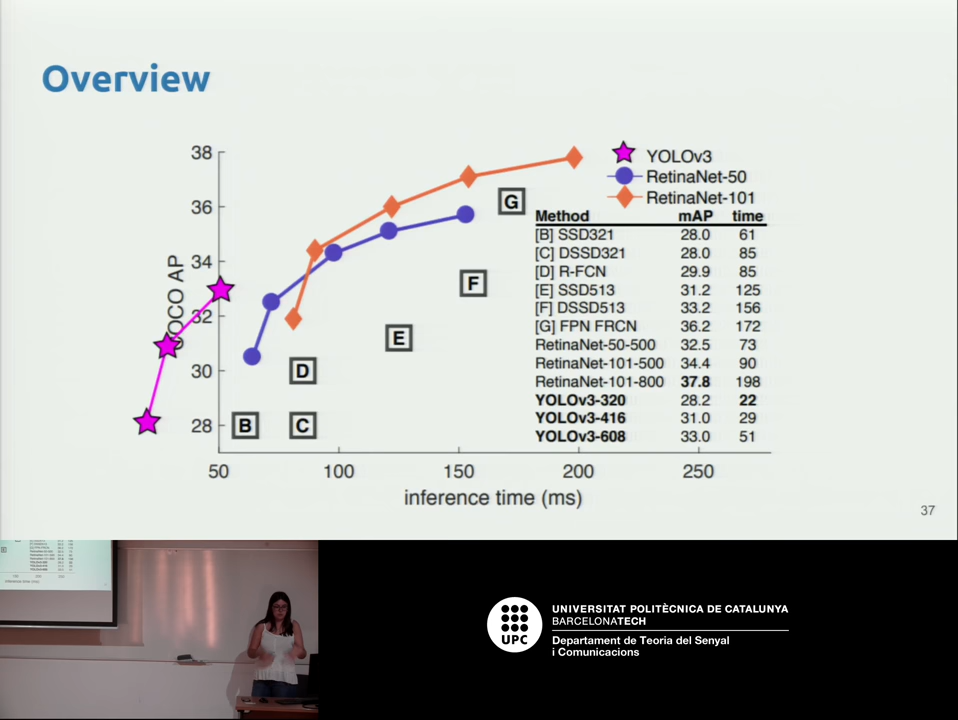 Overview
38
36
34
32
30
28
COCO AP
50
100
150
200
250
inference time (ms)
B
C
D
E
F
G
YOLOv3
RetinaNet-50
RetinaNet-101
Method mAP time
[B] SSD321 28.0 61
[C] DSSD321 28.0 85
[D] R-FCN 29.9 85
[E] SSD513 31.2 125
[F] DSSD513 33.2 156
[G] FPN FRCN 36.2 172
RetinaNet-50-500 32.5 73
RetinaNet-101-500 34.4 90
RetinaNet-101-800 37.8 198
YOLOv3-320 28.2 22
YOLOv3-416 31.0 29
YOLOv3-608 33.0 51
37
UPC
UNIVERSITAT POLITÈCNICA DE CATALUNYA
BARCELONATECH
Departament de Teoria del Senyal
i Comunicacions